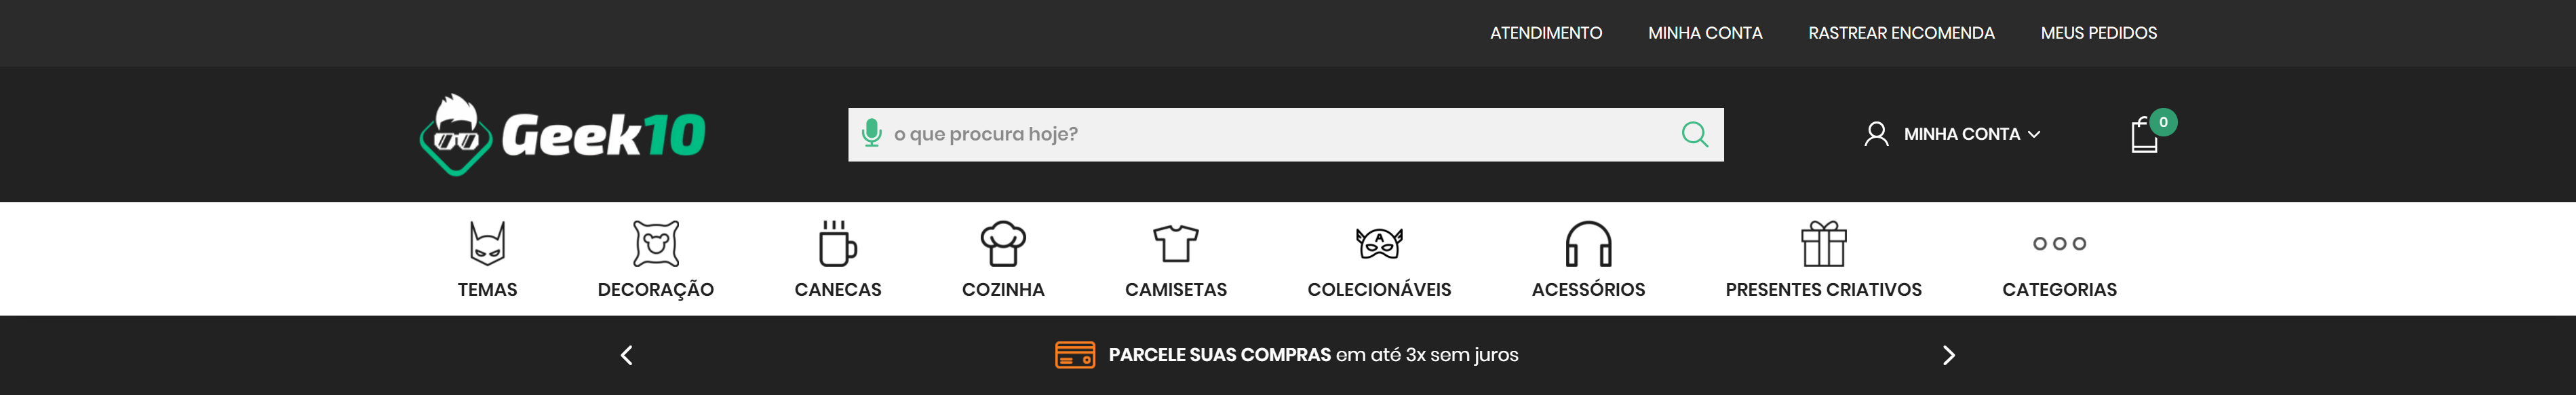 ATENDIMENTO MINHA CONTA RASTREAR ENCOMENDA MEUS PEDIDOS
Geek10 o que procura hoje? MINHA CONTA 0
A
TEMAS DECORAÇÃO CANECAS COZINHA CAMISETAS COLECIONÁVEIS ACESSÓRIOS PRESENTES CRIATIVOS CATEGORIAS
PARCELE SUAS COMPRAS em até 3x sem juros